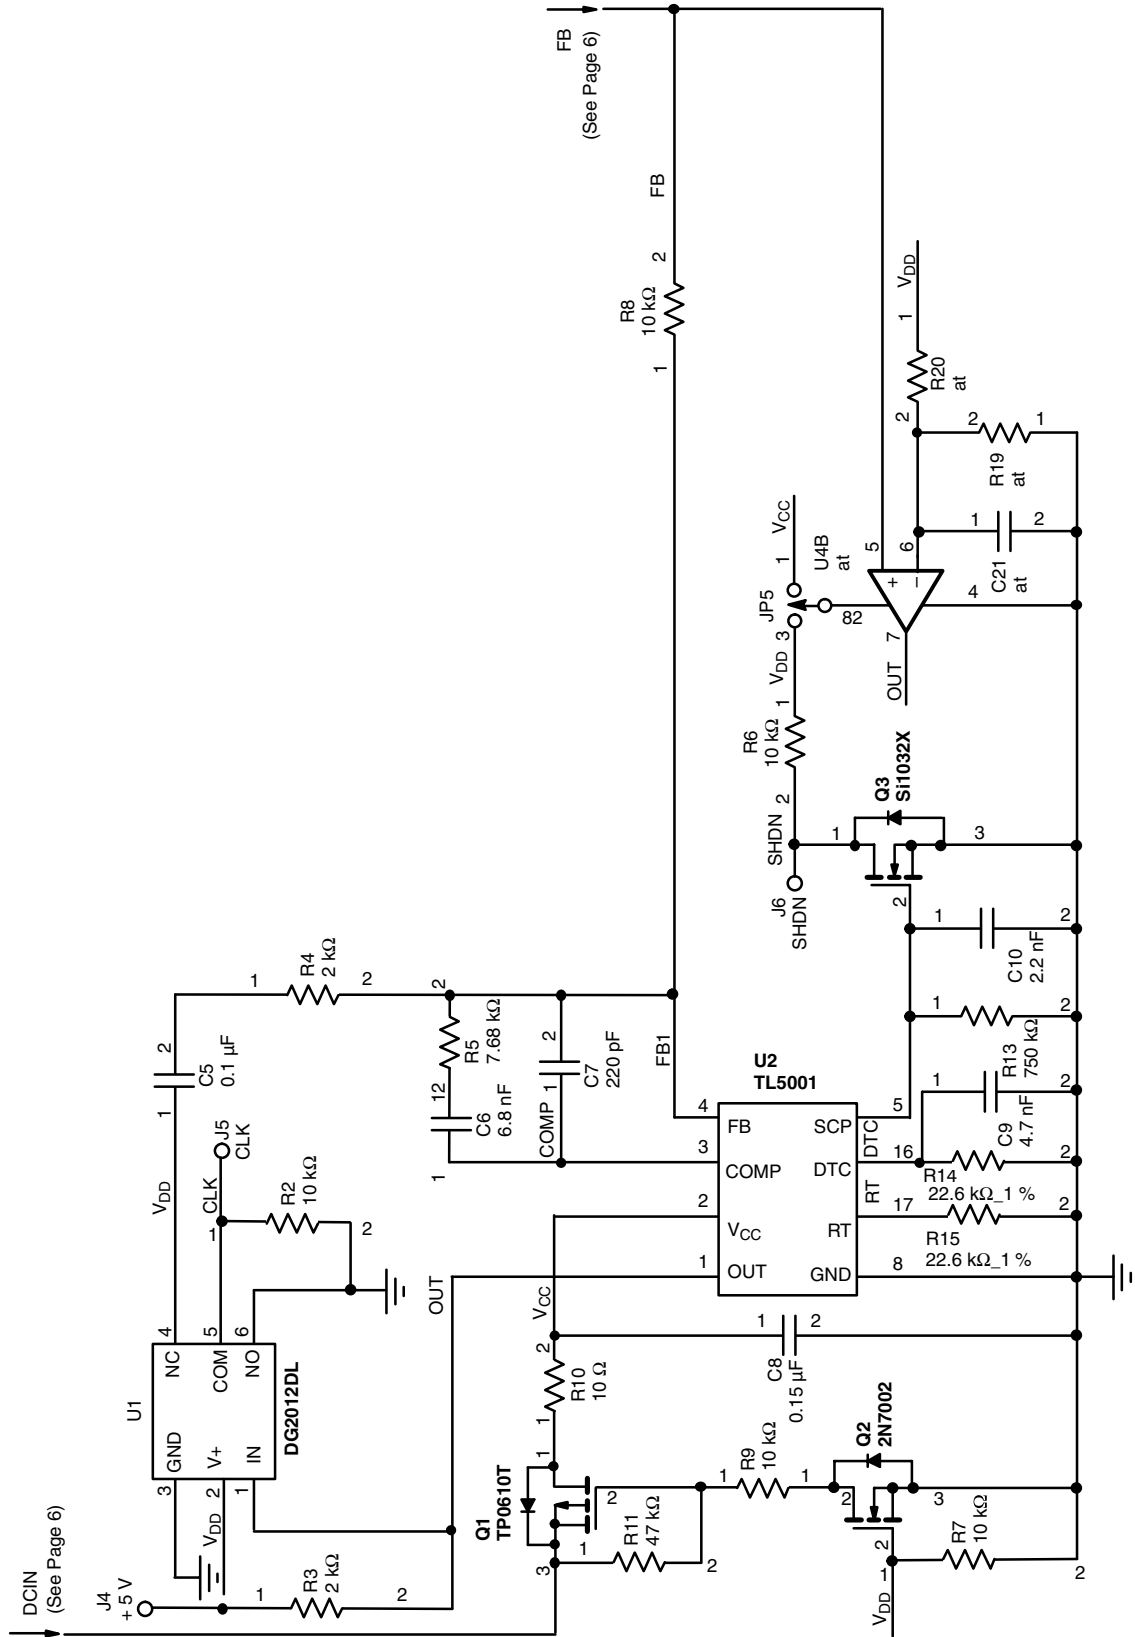 FB
(See Page 6)
FB
2
R8
10 kΩ
1
VDD
1
R20
at
2
2
R19
at
1
VCC
1
U4B
at
5
6
+
−
1
C21
at
2
4
JP5
82
3
VDD
7
OUT
1
R6
10 kΩ
2
SHDN
J6
SHDN
Q3
Si1032X
1
3
2
1
C10
2.2 nF
2
1
R4
2 kΩ
2
2
C5
0.1 µF
1
2
R5
7.68 kΩ
12
C6
6.8 nF
1
2
C7
220 pF
1
COMP
FB1
J5
CLK
CLK
1
R2
10 kΩ
2
VDD
U2
TL5001
4
FB
3
COMP
2
VCC
1
OUT
SCP
5
DTC
DTC
16
RT
RT
17
GND
8
1
R13
750 kΩ
2
1
C9
4.7 nF
2
R14
22.6 kΩ_1 %
2
R15
22.6 kΩ_1 %
2
OUT
VCC
U1
4
NC
5
COM
6
NO
GND
3
V+
2
IN
1
DG2012DL
VDD
2
R10
10 Ω
1
1
C8
0.15 µF
2
Q1
TP0610T
1
2
3
1
R11
47 kΩ
2
1
R9
10 kΩ
1
Q2
2N7002
2
3
2
1
VDD
R7
10 kΩ
2
DCIN
(See Page 6)
J4
+ 5 V
1
R3
2 kΩ
2